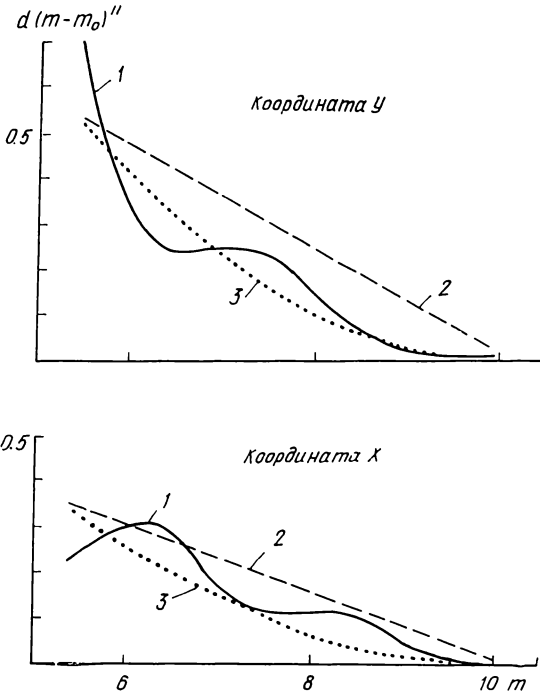 d(m-m₀)″
1
координата y
0.5
3
2
0.5
координата x
1
2
3
6
8
10 m